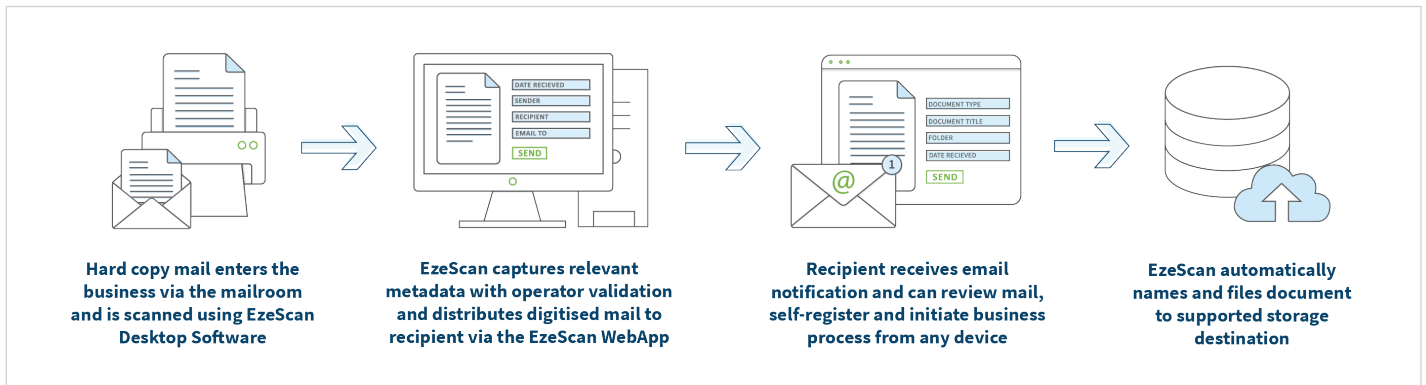 DATE RECIEVED
SENDER
RECIPIENT
EMAIL TO
SEND
DOCUMENT TYPE
DOCUMENT TITLE
FOLDER
DATE RECIEVED
SEND
1
@
Hard copy mail enters the
business via the mailroom
and is scanned using EzeScan
Desktop Software
EzeScan captures relevant
metadata with operator validation
and distributes digitised mail to
recipient via the EzeScan WebApp
Recipient receives email
notification and can review mail,
self-register and initiate business
process from any device
EzeScan automatically
names and files document
to supported storage
destination